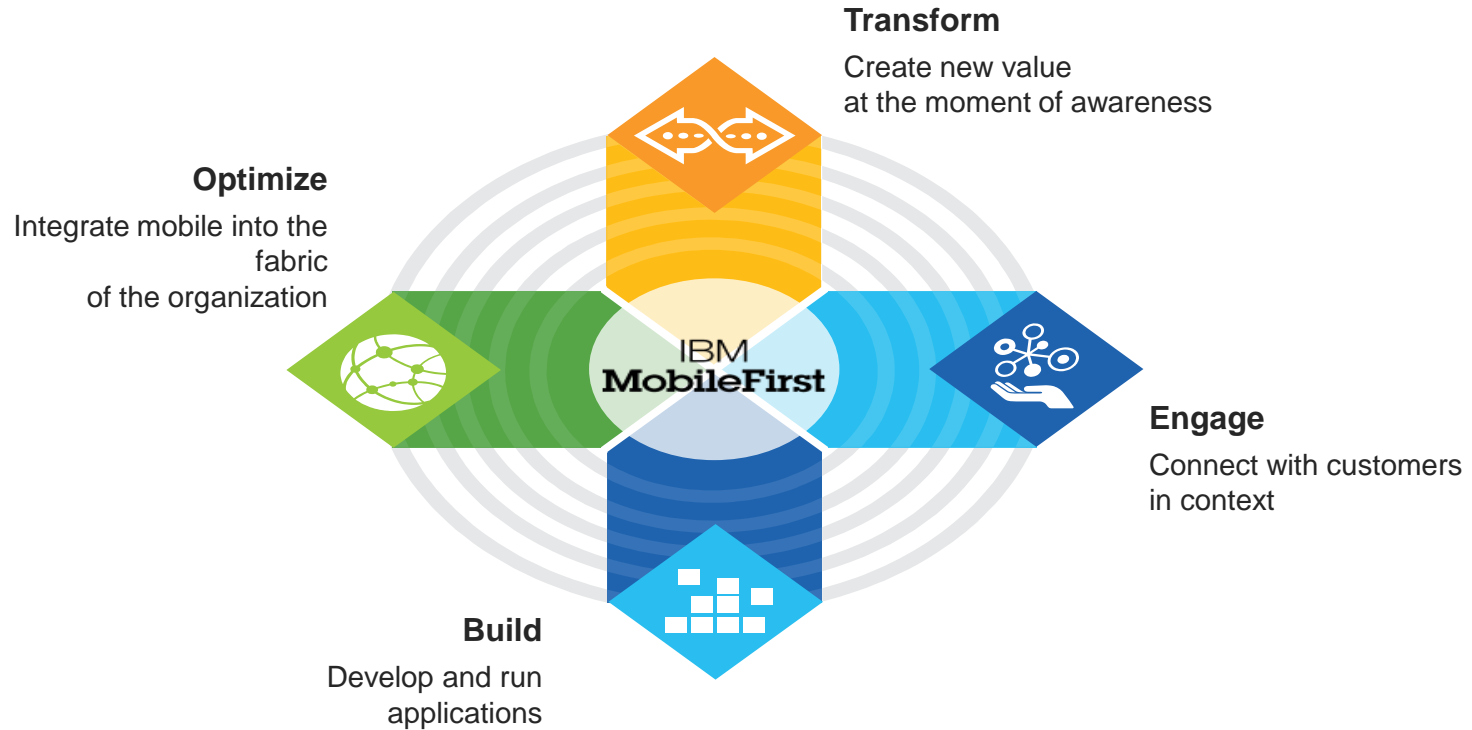 Transform
Create new value
at the moment of awareness
Optimize
Integrate mobile into the
fabric
of the organization
IBM
MobileFirst
Engage
Connect with customers
in context
Build
Develop and run
applications